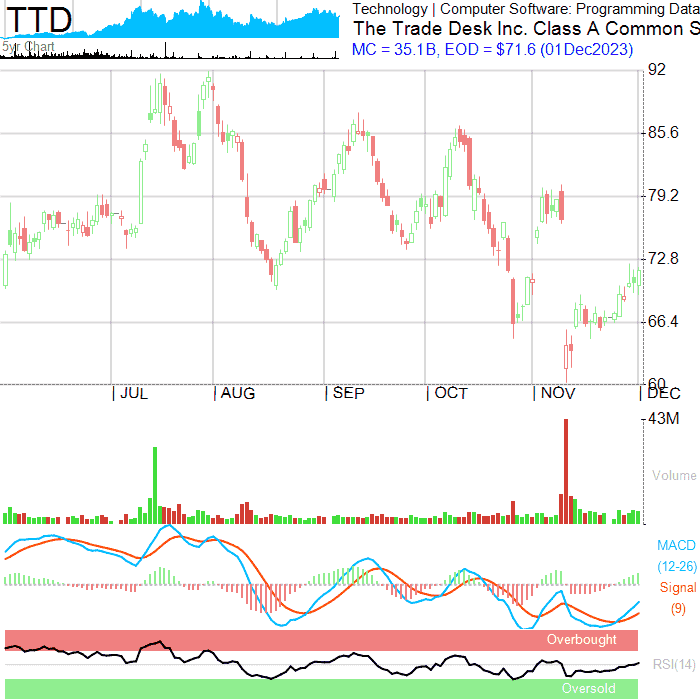 TTD
5yr Chart
Technology | Computer Software: Programming Data
The Trade Desk Inc. Class A Common S
MC = 35.1B, EOD = $71.6 (01Dec2023)
92
85.6
79.2
72.8
66.4
60
JUL
AUG
SEP
OCT
NOV
DEC
43M
Volume
MACD
(12-26)
Signal
(9)
Overbought
RSI(14)
Oversold